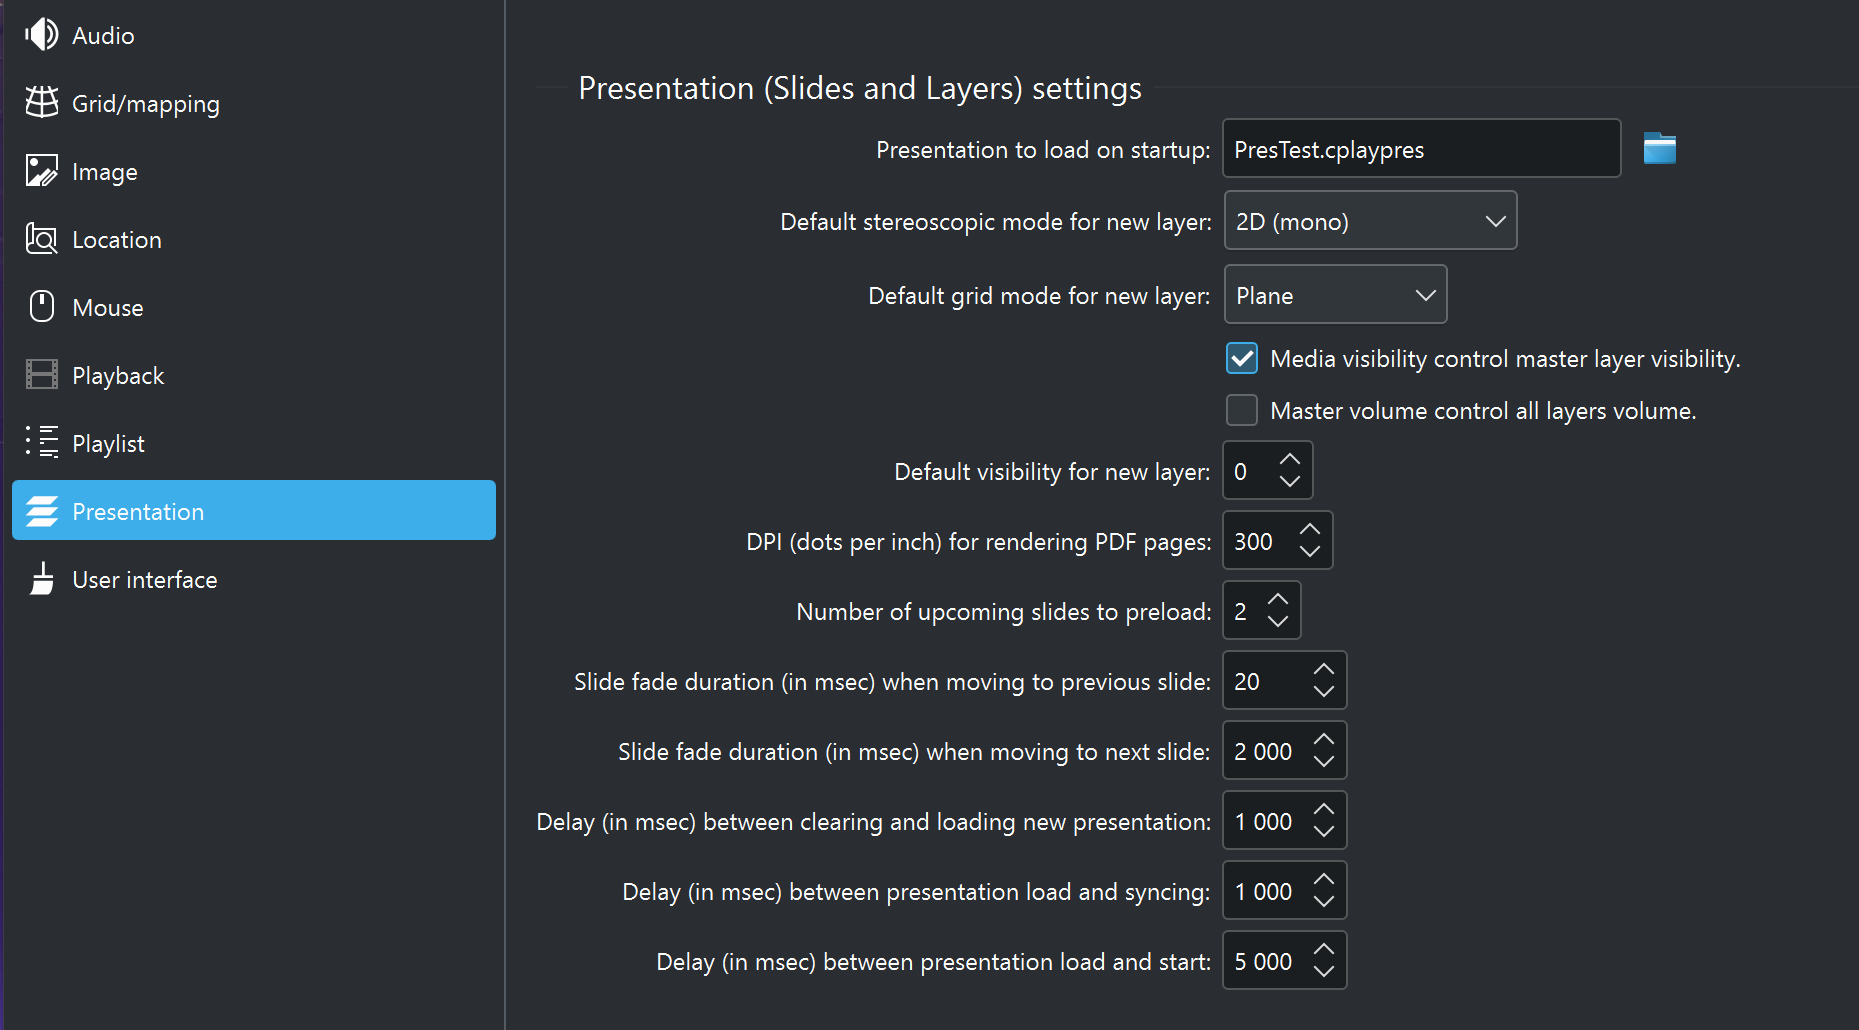 Audio
Grid/mapping
Image
Location
Mouse
Playback
Playlist
Presentation
User interface
Presentation (Slides and Layers) settings
Presentation to load on startup: PresTest.cplaypres
Default stereoscopic mode for new layer: 2D (mono)
Default grid mode for new layer: Plane
Media visibility control master layer visibility.
Master volume control all layers volume.
Default visibility for new layer: 0
DPI (dots per inch) for rendering PDF pages: 300
Number of upcoming slides to preload: 2
Slide fade duration (in msec) when moving to previous slide: 20
Slide fade duration (in msec) when moving to next slide: 2 000
Delay (in msec) between clearing and loading new presentation: 1 000
Delay (in msec) between presentation load and syncing: 1 000
Delay (in msec) between presentation load and start: 5 000